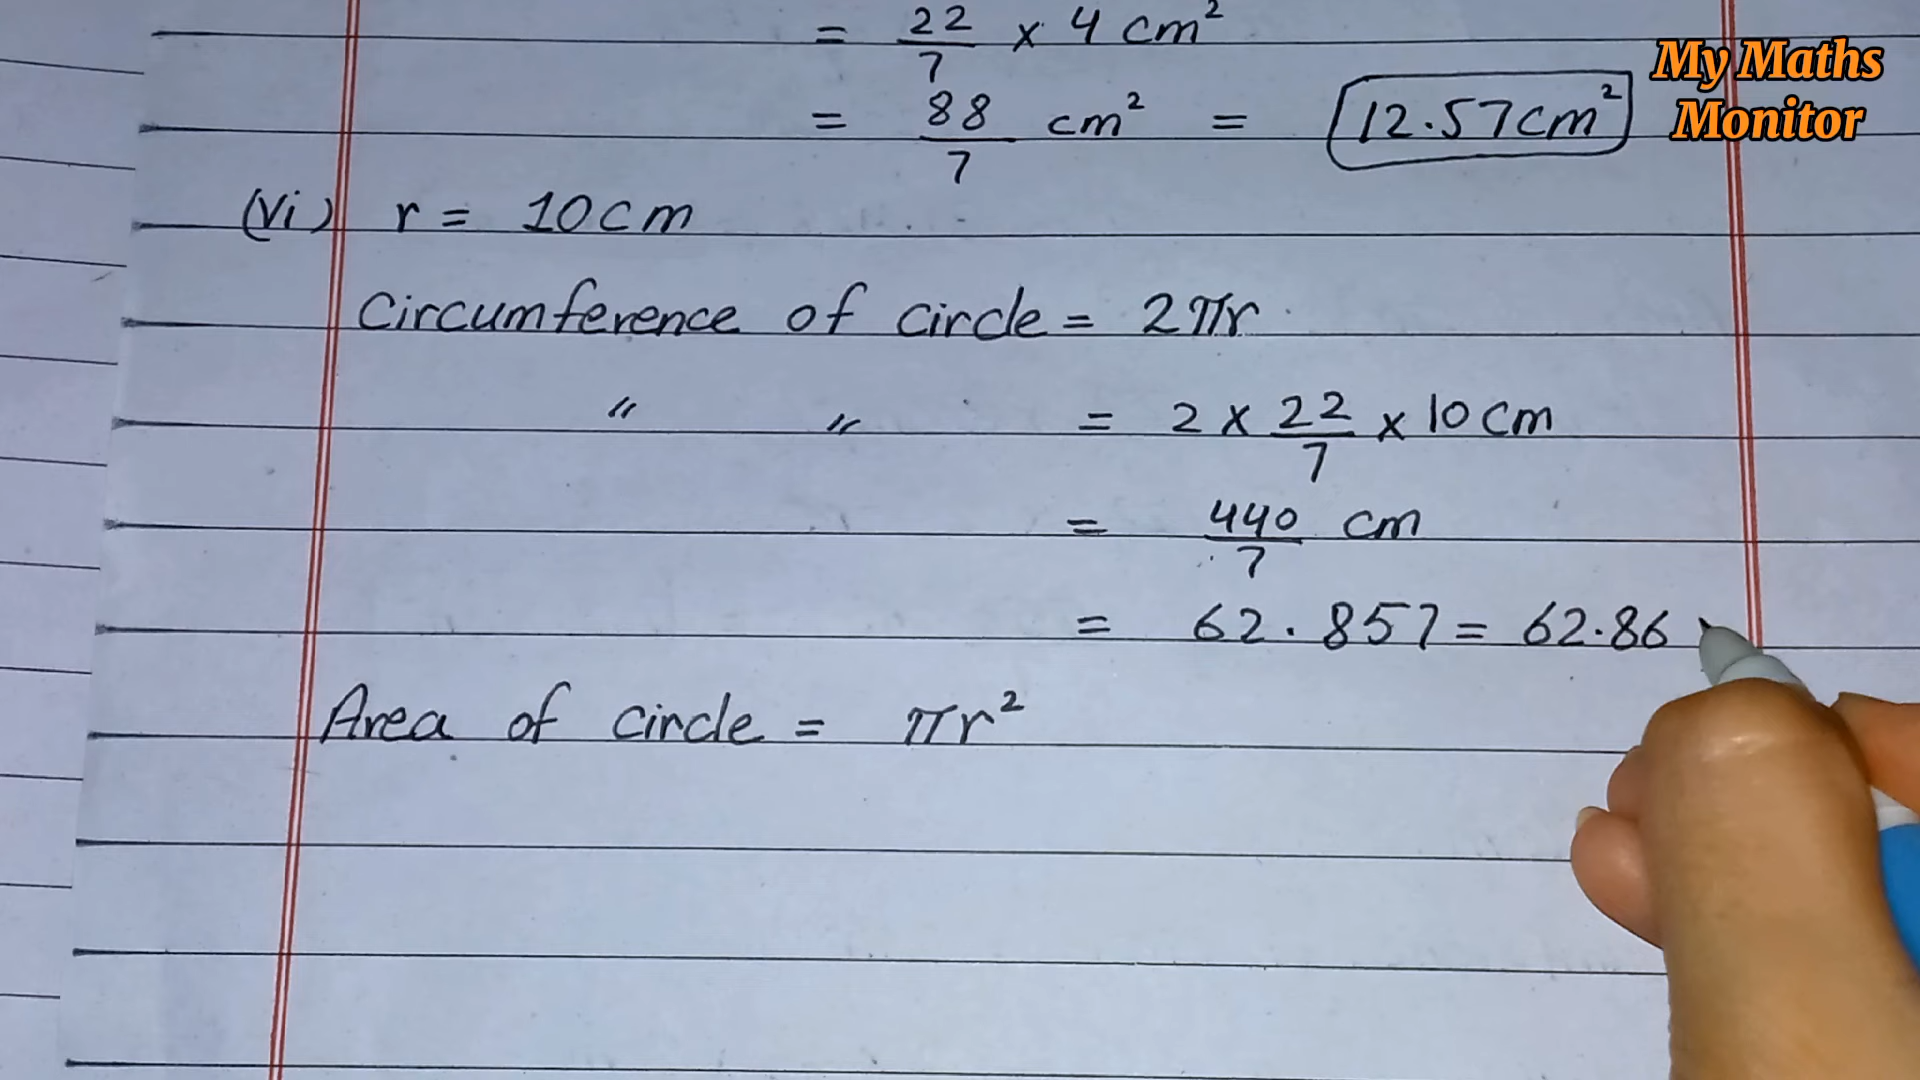 = 22/7 × 4 cm²
My Maths Monitor
= 88/7 cm² = 12.57cm²
(vi) r = 10cm
Circumference of circle = 2πr
〃 〃 = 2 × 22/7 × 10 cm
= 440/7 cm
= 62.857 = 62.86
Area of circle = πr²